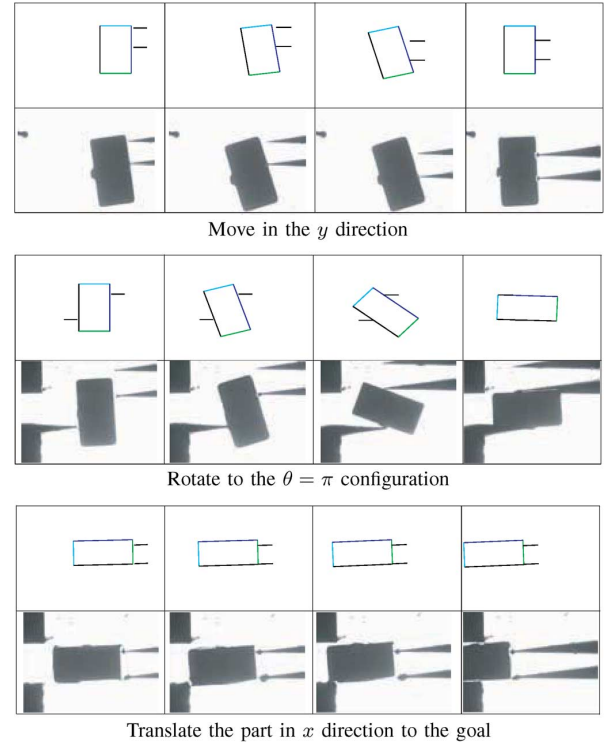 Move in the y direction
Rotate to the θ = π configuration
Translate the part in x direction to the goal